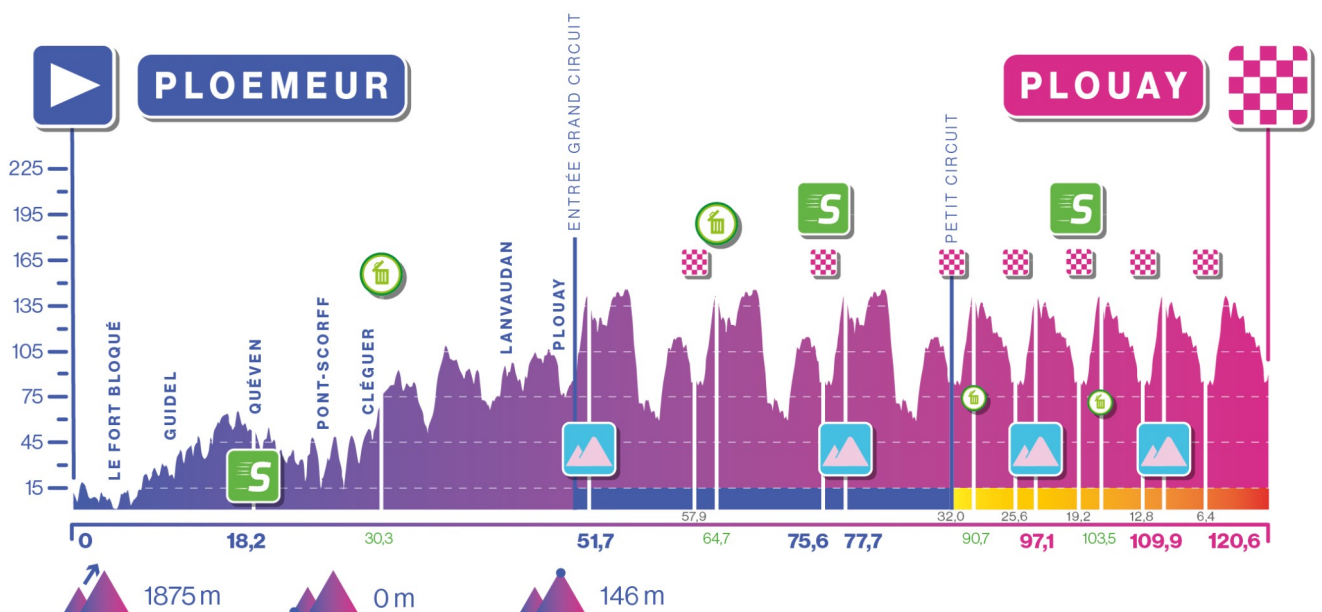 PLOEMEUR
PLOUAY
ENTRÉE GRAND CIRCUIT
PETIT CIRCUIT
225
195
165
135
105
75
45
15
LE FORT BLOQUÉ
GUIDEL
QUÉVEN
PONT-SCORFF
CLÉGUER
LANVAUDAN
PLOUAY
S
S
S
57,9
32,0
25,6
19,2
12,8
6,4
0
18,2
30,3
51,7
64,7
75,6
77,7
90,7
97,1
103,5
109,9
120,6
1875 m
0 m
146 m